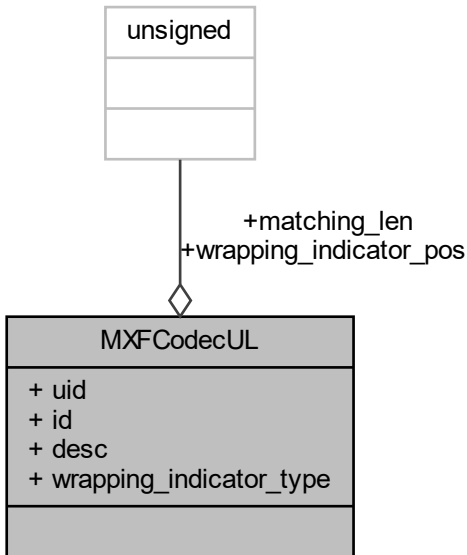 unsigned
+matching_len
+wrapping_indicator_pos
MXFCodecUL
+ uid
+ id
+ desc
+ wrapping_indicator_type